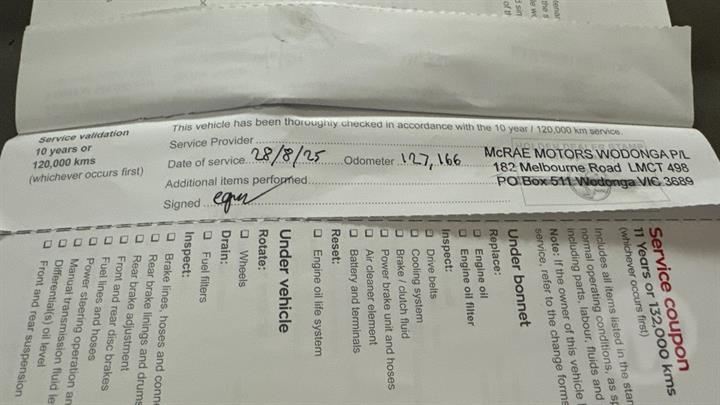 Service validation
10 years or
120,000 kms
(whichever occurs first)
This vehicle has been thoroughly checked in accordance with the 10 year / 120,000 km service.
Service Provider
Date of service 28/8/25 Odometer 127,166
Additional items performed
Signed
HOLDEN DEALER STAMP
McRAE MOTORS WODONGA P/L
182 Melbourne Road LMCT 498
PO Box 511 Wodonga VIC 3689
Service coupon
11 Years or 132,000 kms
(whichever occurs first)
Includes all items listed in the
normal operating conditions, as
including parts, labour, fluids and
Note: If the owner of this vehicle
service, refer to the change
Under bonnet
Replace:
Engine oil
Engine oil filter
Inspect:
Drive belts
Cooling system
Brake / clutch fluid
Power brake unit and hoses
Air cleaner element
Battery and terminals
Reset:
Engine oil life system
Under vehicle
Rotate:
Wheels
Drain:
Fuel filters
Inspect:
Brake lines, hoses and
Rear brake linings and drums
Rear brake adjustment
Front and rear disc brakes
Fuel lines and hoses
Power steering operation
Manual transmission fluid
Differential(s) oil level
Front and rear suspension